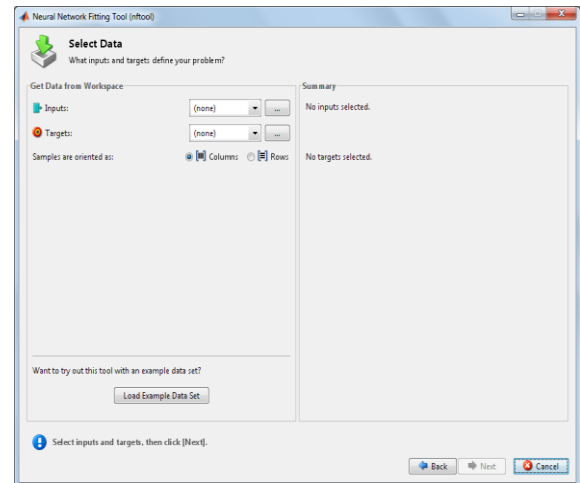 Neural Network Fitting Tool (nftool)
Select Data
What inputs and targets define your problem?
Get Data from Workspace
Inputs: (none) ...
Targets: (none) ...
Samples are oriented as: Columns Rows
Summary
No inputs selected.
No targets selected.
Want to try out this tool with an example data set?
Load Example Data Set
Select inputs and targets, then click [Next].
Back Next Cancel